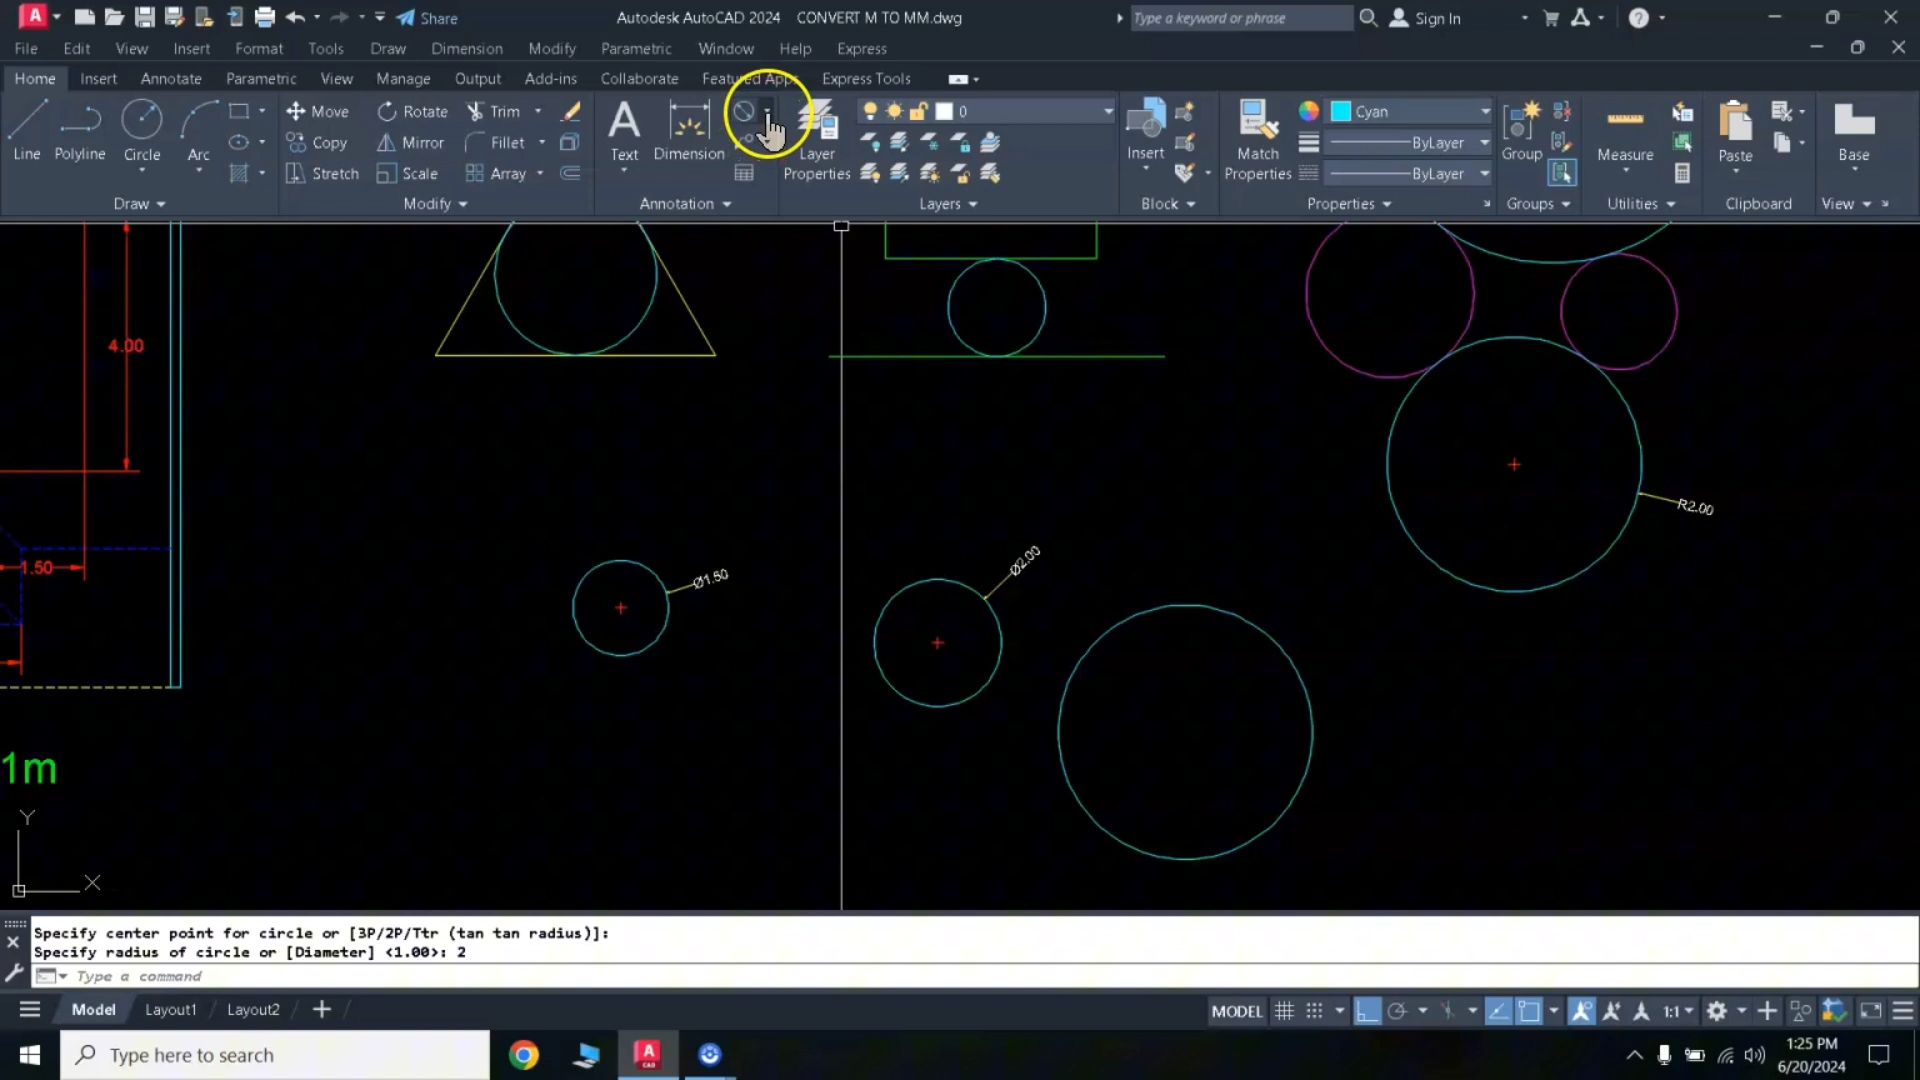 Share
Autodesk AutoCAD 2024 CONVERT M TO MM.dwg
Type a keyword or phrase
Sign In
File Edit View Insert Format Tools Draw Dimension Modify Parametric Window Help Express
Home Insert Annotate Parametric View Manage Output Add-ins Collaborate Featured Apps Express Tools
Line
Polyline
Circle
Arc
Draw
Move
Rotate
Trim
Copy
Mirror
Fillet
Stretch
Scale
Array
Modify
Text
Dimension
Annotation
Layer
Properties
0
Layers
Insert
Block
Match
Properties
Cyan
ByLayer
ByLayer
Properties
Group
Groups
Measure
Utilities
Paste
Clipboard
Base
View
4.00
1.50
1m
Y
X
Ø1.50
Ø2.00
R2.00
Specify center point for circle or [3P/2P/Ttr (tan tan radius)]:
Specify radius of circle or [Diameter] <1.00>: 2
Type a command
Model Layout1 Layout2
MODEL
1:1
Type here to search
A
CAD
1:25 PM
6/20/2024